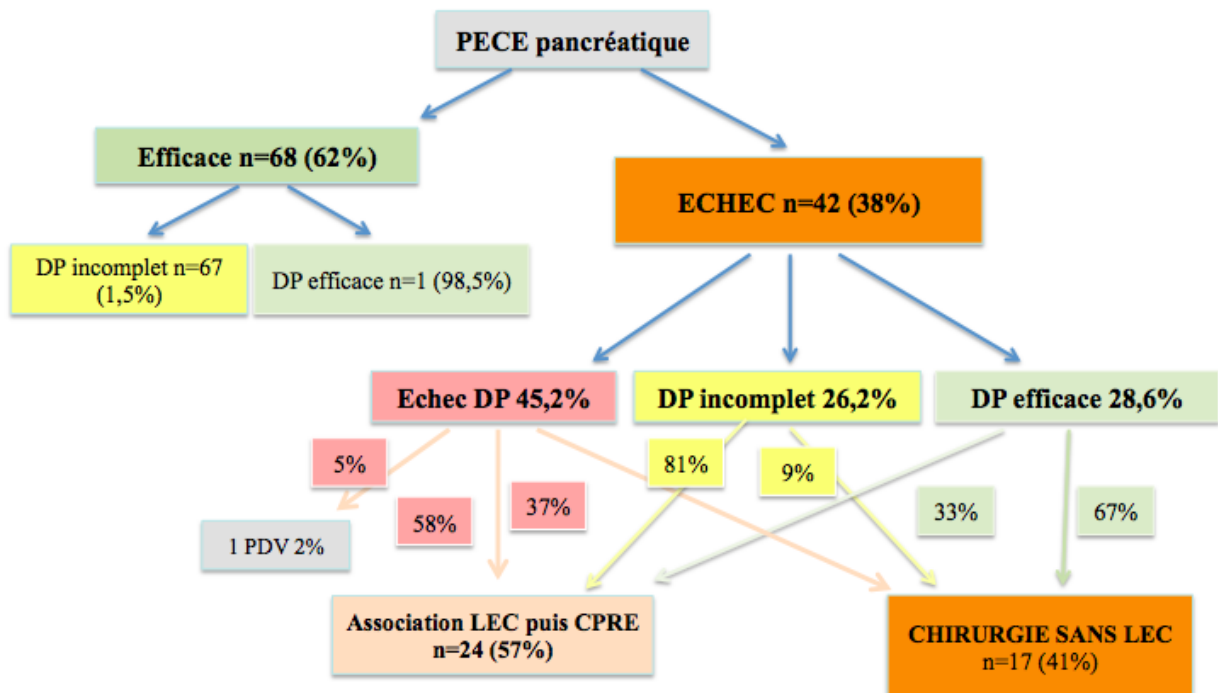 PECE pancréatique
Efficace n=68 (62%)
ECHEC n=42 (38%)
DP incomplet n=67
(1,5%)
DP efficace n=1 (98,5%)
Echec DP 45,2%
DP incomplet 26,2%
DP efficace 28,6%
5%
58%
37%
81%
9%
33%
67%
1 PDV 2%
Association LEC puis CPRE
n=24 (57%)
CHIRURGIE SANS LEC
n=17 (41%)